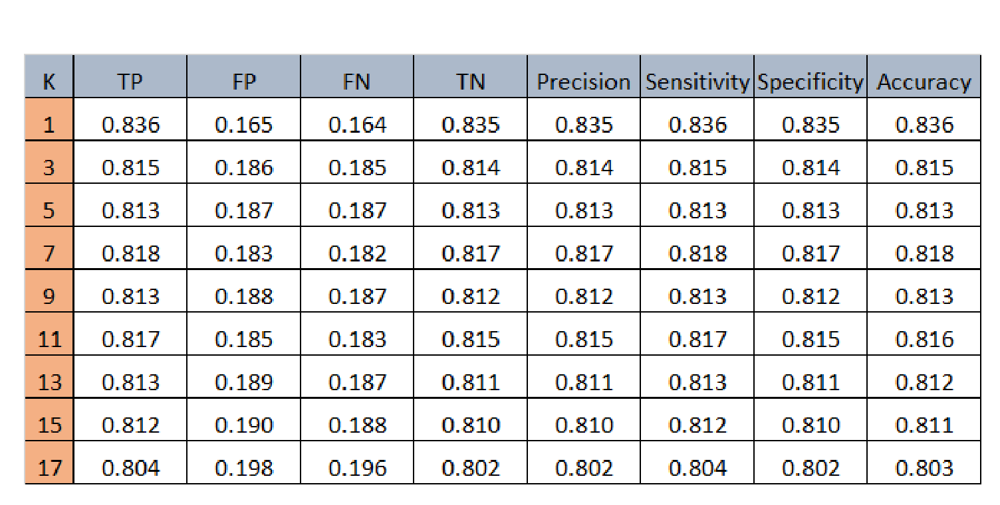 K TP FP FN TN Precision Sensitivity Specificity Accuracy
1 0.836 0.165 0.164 0.835 0.835 0.836 0.835 0.836
3 0.815 0.186 0.185 0.814 0.814 0.815 0.814 0.815
5 0.813 0.187 0.187 0.813 0.813 0.813 0.813 0.813
7 0.818 0.183 0.182 0.817 0.817 0.818 0.817 0.818
9 0.813 0.188 0.187 0.812 0.812 0.813 0.812 0.813
11 0.817 0.185 0.183 0.815 0.815 0.817 0.815 0.816
13 0.813 0.189 0.187 0.811 0.811 0.813 0.811 0.812
15 0.812 0.190 0.188 0.810 0.810 0.812 0.810 0.811
17 0.804 0.198 0.196 0.802 0.802 0.804 0.802 0.803